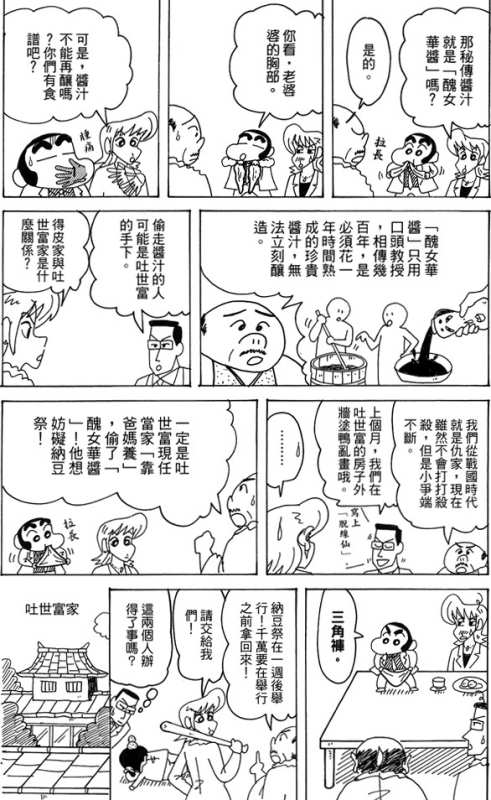 那秘傳醬汁
就是「醜女
華醬」嗎？
是的。
拉長
你看，老婆
婆的胸部。
可是，醬汁
不能再釀嗎
？你們有食
譜吧？
腫痛
「醜女華
醬」只用
口頭教授
，相傳幾
百年，是
必須花一
年時間熟
成的珍貴
醬汁，無
法立刻釀
造。
偷走醬汁的人
可能是吐世富
的手下。
得皮家與吐
世富家是什
麼關係？
我們從戰國時代
就是仇家，現在
雖然不會打打殺
殺，但是小爭端
不斷。
上個月，我們在
吐世富的房子外
牆塗鴨亂畫哦。
寫上
「脫線仙」
………
一定是吐
世富現任
當家「靠
爸媽養」
，偷了「
醜女華醬
」！他想
妨礙納豆
祭！
拉長
三角褲。
納豆祭在一週後舉
行！千萬要在舉行
之前拿回來！
請交給我
們！
這兩個人辦
得了事嗎？
吐世富家